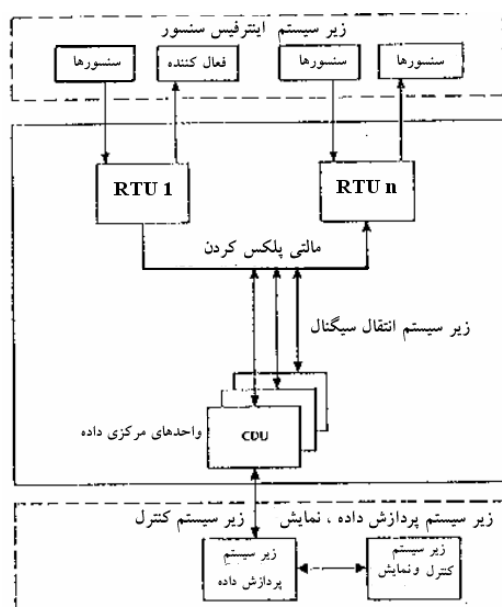 زیر سیستم اینترفیس سنسور
سنسورها
فعال کننده
سنسورها
سنسورها
RTU 1
RTU n
مالتی پلکس کردن
زیر سیستم انتقال سیگنال
واحدهای مرکزی داده
CDU
زیر سیستم پردازش داده ، نمایش
زیر سیستم کنترل
زیر
سیستم
پردازش داده
زیر سیستم
کنترل و نمایش